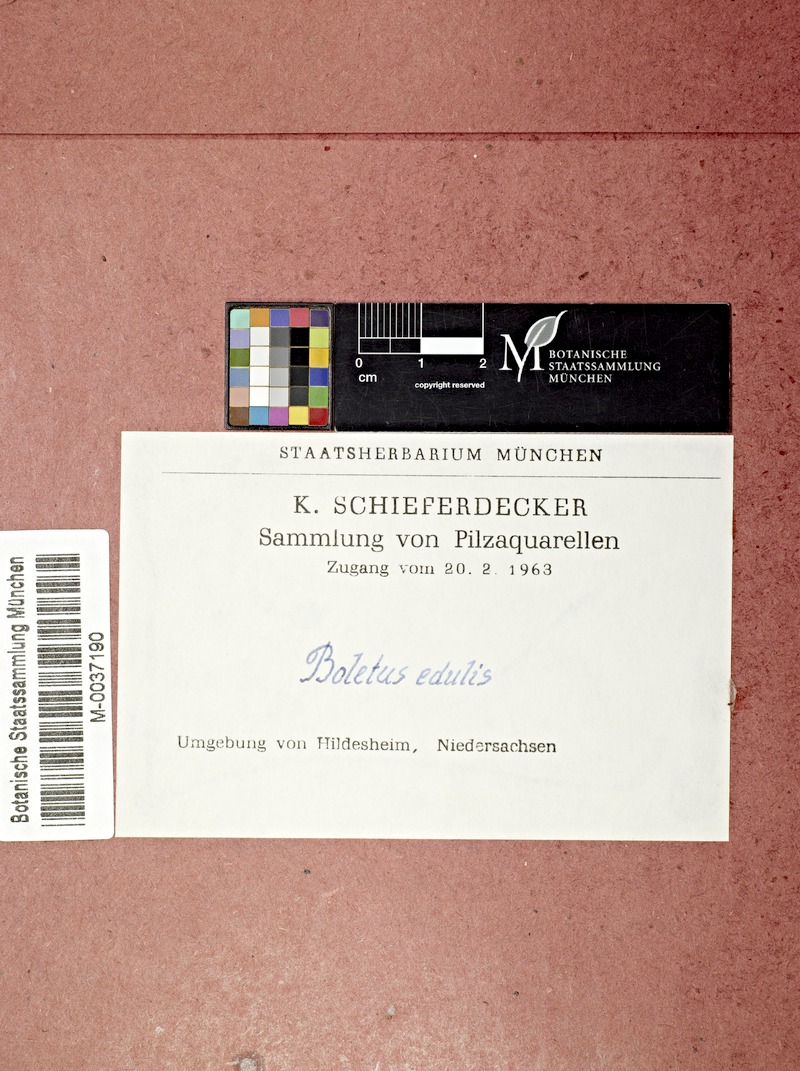 0 1 2
cm
copyright reserved
M BOTANISCHE
STAATSSAMMLUNG
MÜNCHEN
STAATSHERBARIUM MÜNCHEN
K. SCHIEFERDECKER
Sammlung von Pilzaquarellen
Zugang vom 20. 2. 1963
Boletus edulis
Umgebung von Hildesheim, Niedersachsen
Botanische Staatssammlung München
M-0037190